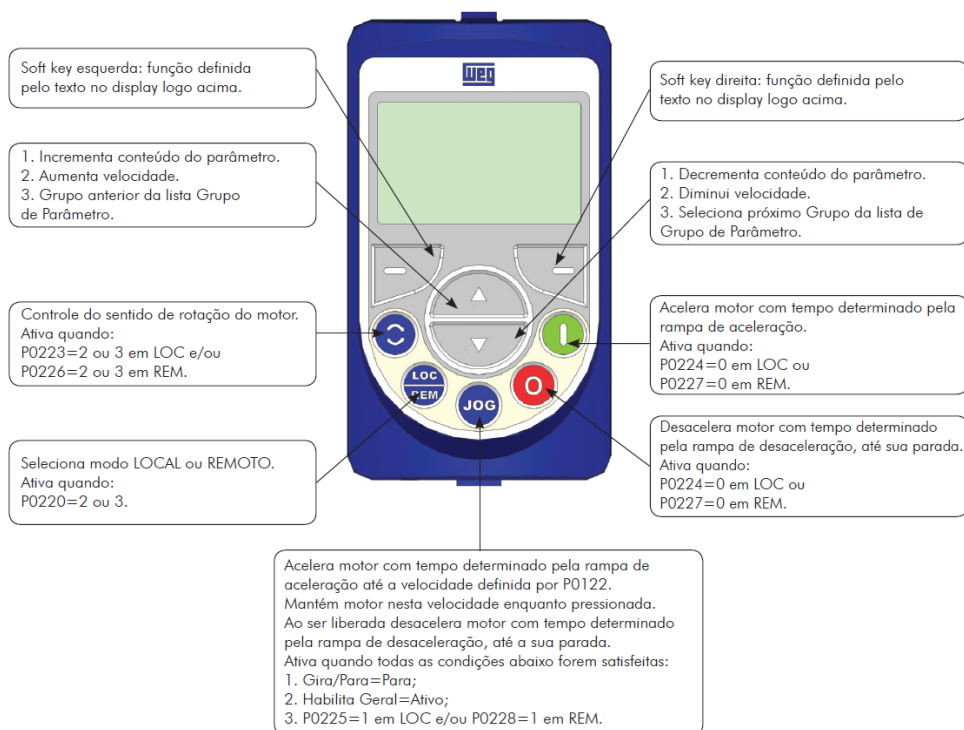 Soft key esquerda: função definida
pelo texto no display logo acima.
weg
Soft key direita: função definida pelo
texto no display logo acima.
1. Incrementa conteúdo do parâmetro.
2. Aumenta velocidade.
3. Grupo anterior da lista Grupo
de Parâmetro.
1. Decrementa conteúdo do parâmetro.
2. Diminui velocidade.
3. Seleciona próximo Grupo da lista de
Grupo de Parâmetro.
Controle do sentido de rotação do motor.
Ativa quando:
P0223=2 ou 3 em LOC e/ou
P0226=2 ou 3 em REM.
Acelera motor com tempo determinado pela
rampa de aceleração.
Ativa quando:
P0224=0 em LOC ou
P0227=0 em REM.
LOC
REM
JOG
I
O
Seleciona modo LOCAL ou REMOTO.
Ativa quando:
P0220=2 ou 3.
Desacelera motor com tempo determinado
pela rampa de desaceleração, até sua parada.
Ativa quando:
P0224=0 em LOC ou
P0227=0 em REM.
Acelera motor com tempo determinado pela rampa de
aceleração até a velocidade definida por P0122.
Mantém motor nesta velocidade enquanto pressionada.
Ao ser liberada desacelera motor com tempo determinado
pela rampa de desaceleração, até a sua parada.
Ativa quando todas as condições abaixo forem satisfeitas:
1. Gira/Para=Para;
2. Habilita Geral=Ativo;
3. P0225=1 em LOC e/ou P0228=1 em REM.